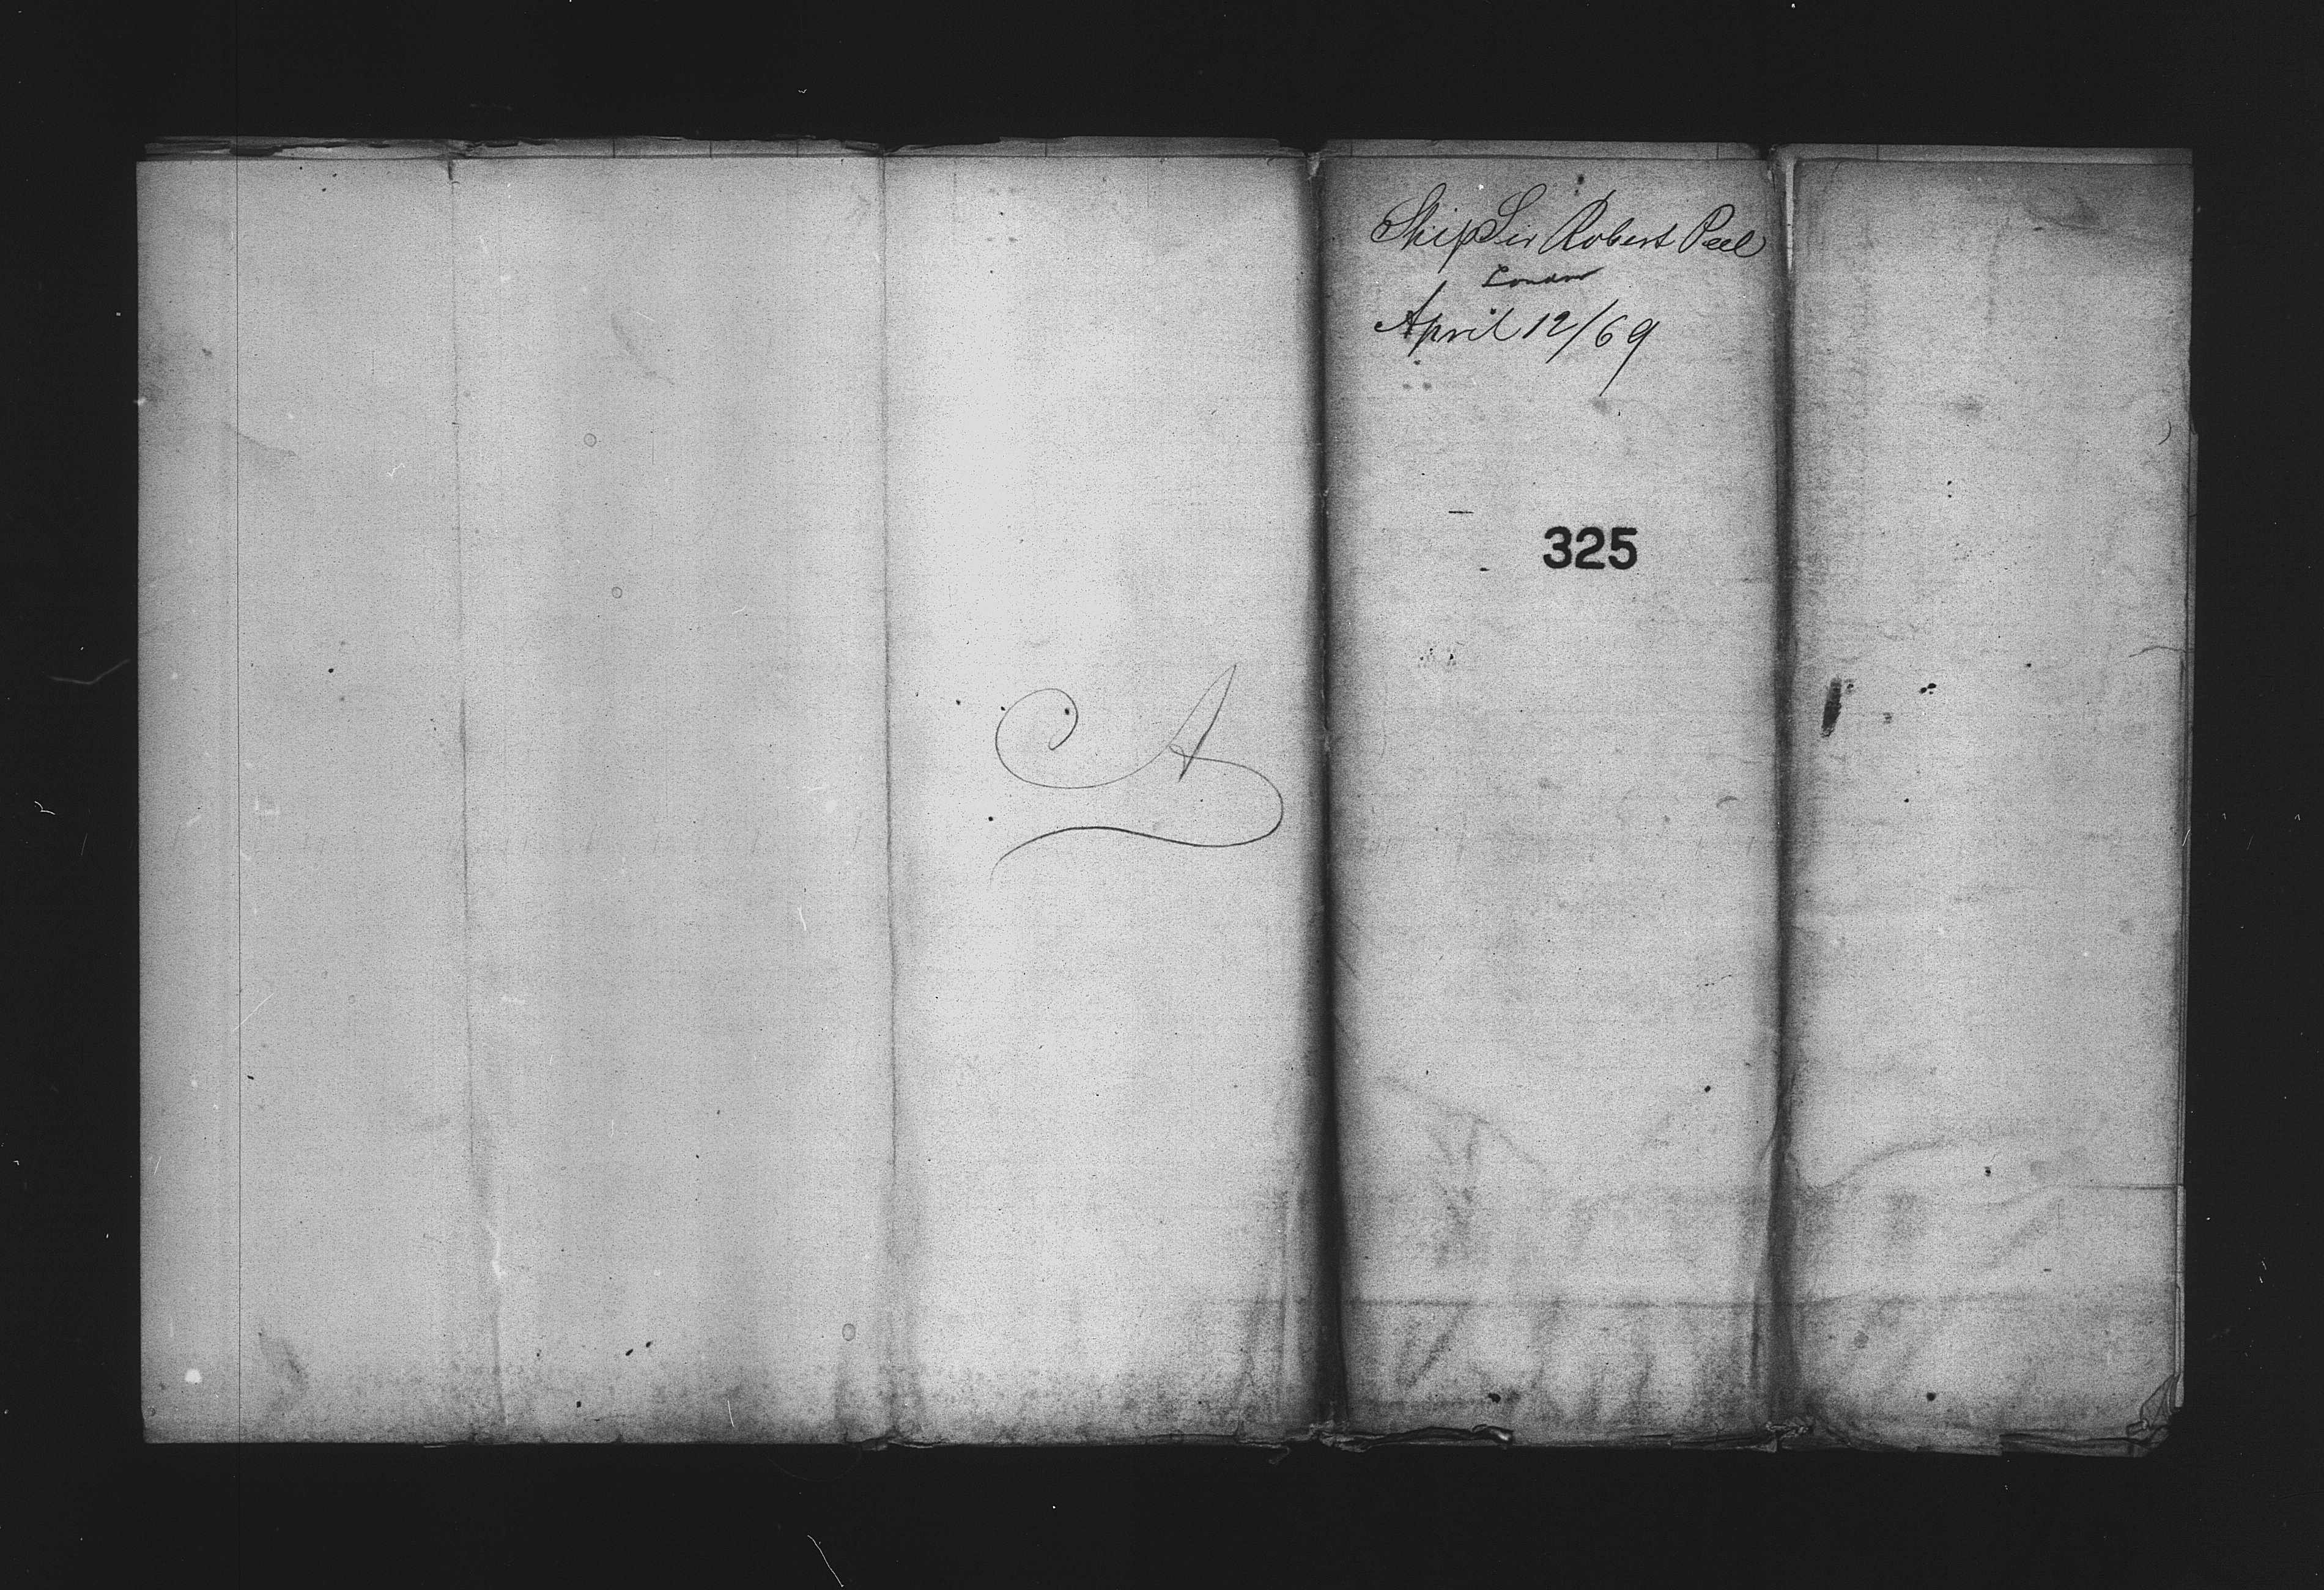 Ship Sir Robert Peel
London
April 12/69
325
A